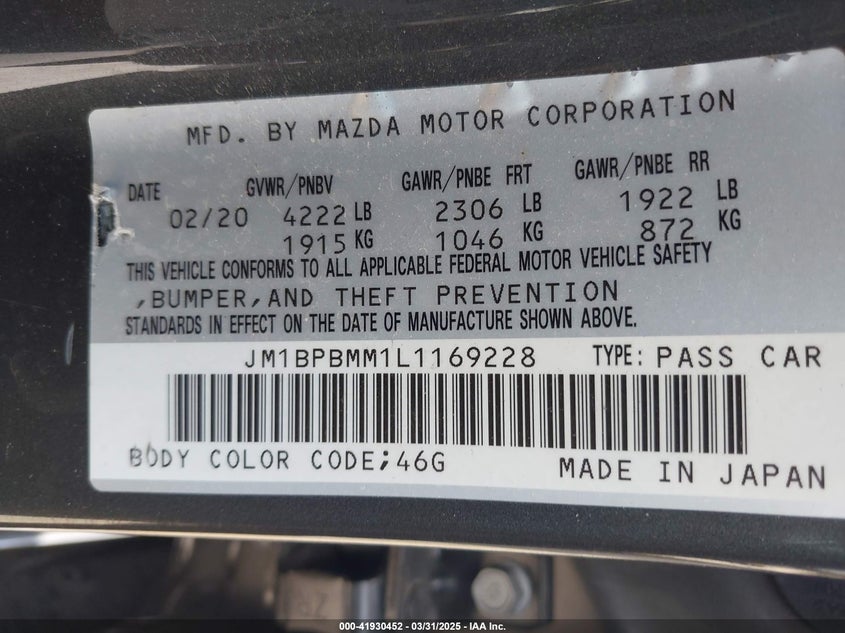 MFD. BY MAZDA MOTOR CORPORATION
DATE GVWR/PNBV GAWR/PNBE FRT GAWR/PNBE RR
02/20 4222 LB 2306 LB 1922 LB
1915 KG 1046 KG 872 KG
THIS VEHICLE CONFORMS TO ALL APPLICABLE FEDERAL MOTOR VEHICLE SAFETY
,BUMPER,AND THEFT PREVENTION
STANDARDS IN EFFECT ON THE DATE OF MANUFACTURE SHOWN ABOVE.
JM1BPBMM1L1169228 TYPE: PASS CAR
BODY COLOR CODE;46G MADE IN JAPAN
000-41930452 - 03/31/2025 - IAA Inc.